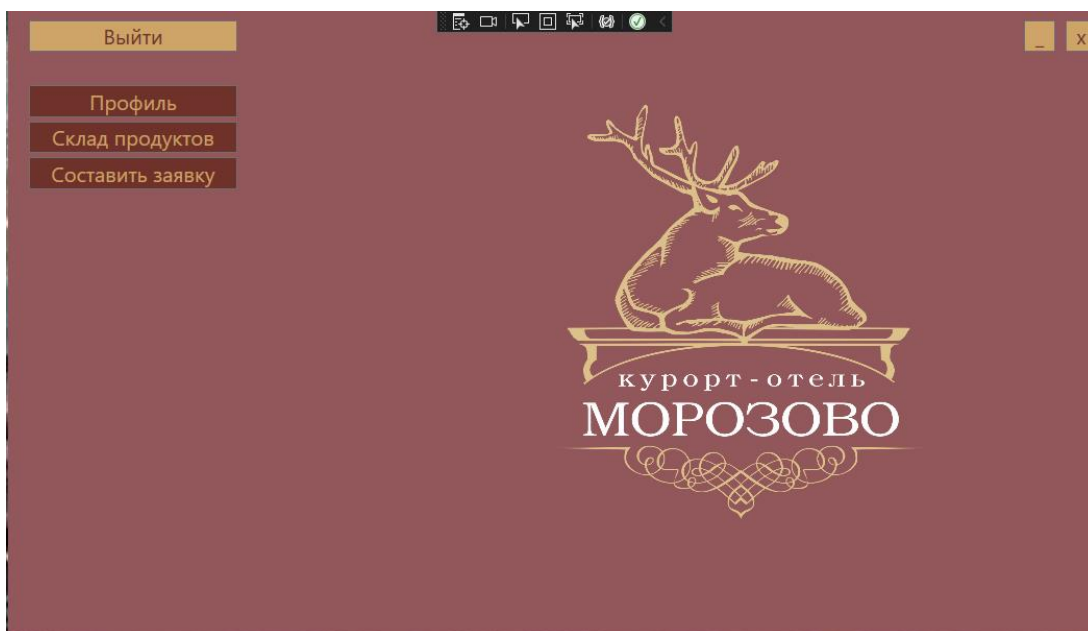 Выйти
_
x
Профиль
Склад продуктов
Составить заявку
курорт-отель
МОРОЗОВО